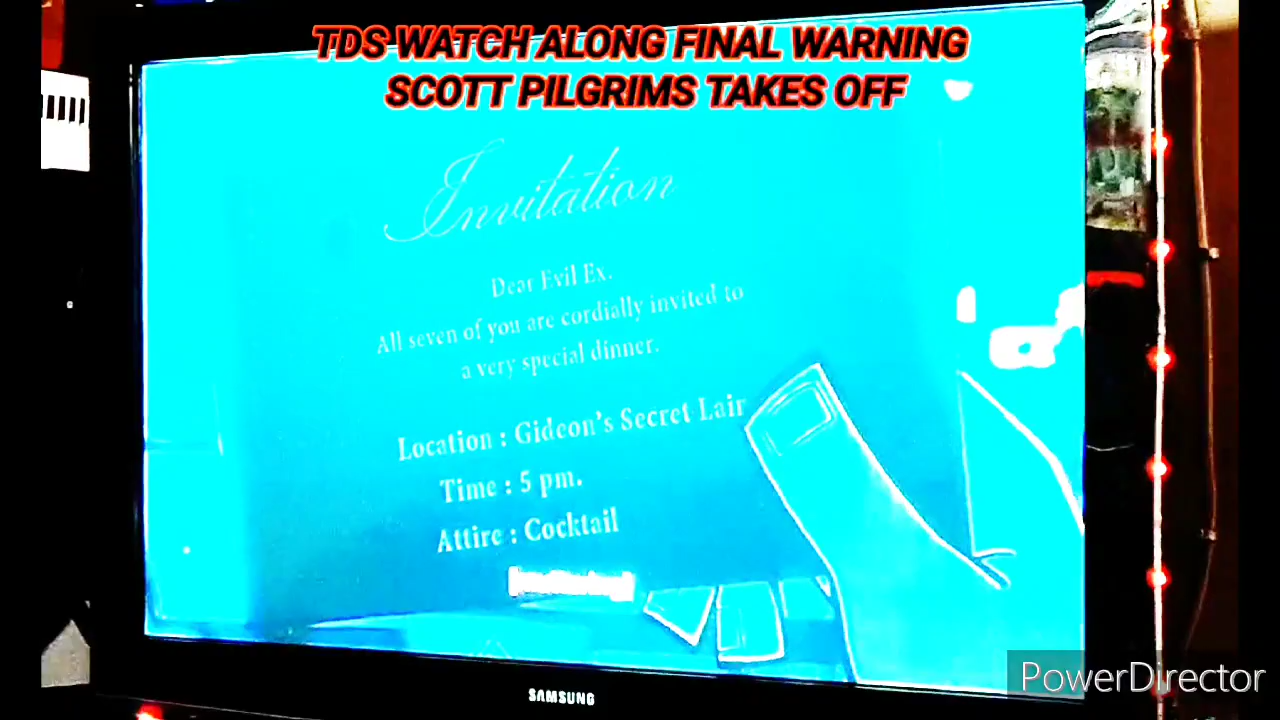 TDS WATCH ALONG FINAL WARNING
SCOTT PILGRIMS TAKES OFF
Invitation
Dear Evil Ex.
All seven of you are cordially invited to
a very special dinner.
Location : Gideon's Secret Lair
Time : 5 pm.
Attire : Cocktail
SAMSUNG
PowerDirector